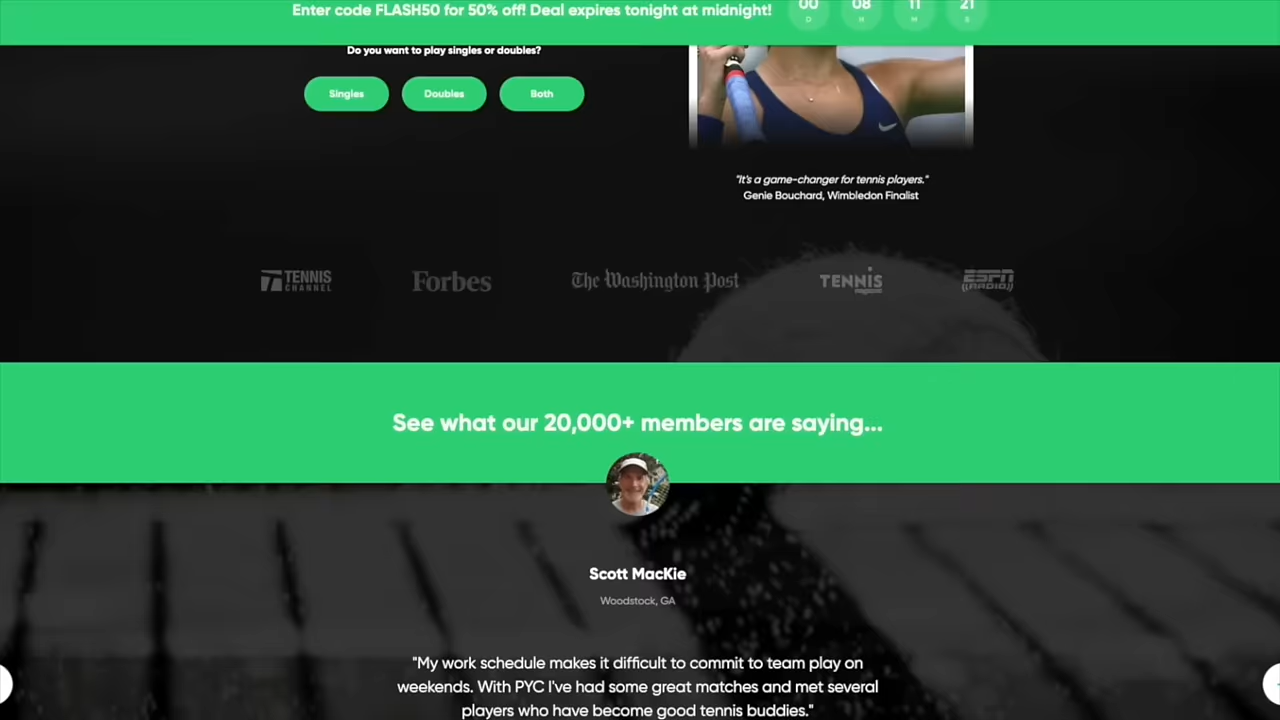 Enter code FLASH50 for 50% off! Deal expires tonight at midnight!
00 08 11 21
D H M S
Do you want to play singles or doubles?
Singles Doubles Both
"It's a game-changer for tennis players."
Genie Bouchard, Wimbledon Finalist
TENNIS CHANNEL Forbes The Washington Post TENNIS ESPN RADIO
See what our 20,000+ members are saying...
Scott MacKie
Woodstock, GA
"My work schedule makes it difficult to commit to team play on
weekends. With PYC I've had some great matches and met several
players who have become good tennis buddies."